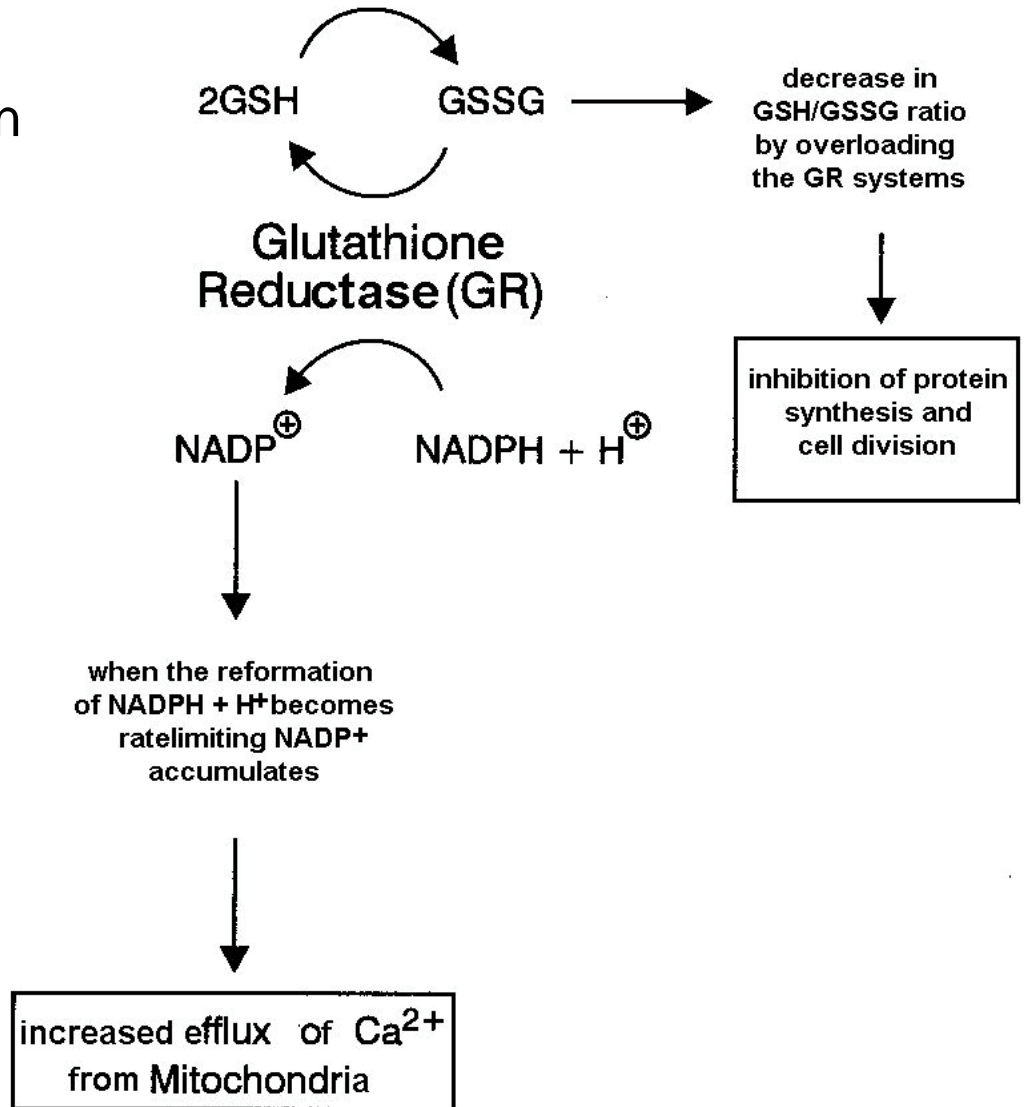 n
2GSH GSSG
decrease in
GSH/GSSG ratio
by overloading
the GR systems
Glutathione
Reductase (GR)
inhibition of protein
synthesis and
cell division
NADP⊕ NADPH + H⊕
when the reformation
of NADPH + H+ becomes
ratelimiting NADP+
accumulates
increased efflux of Ca²⁺
from Mitochondria